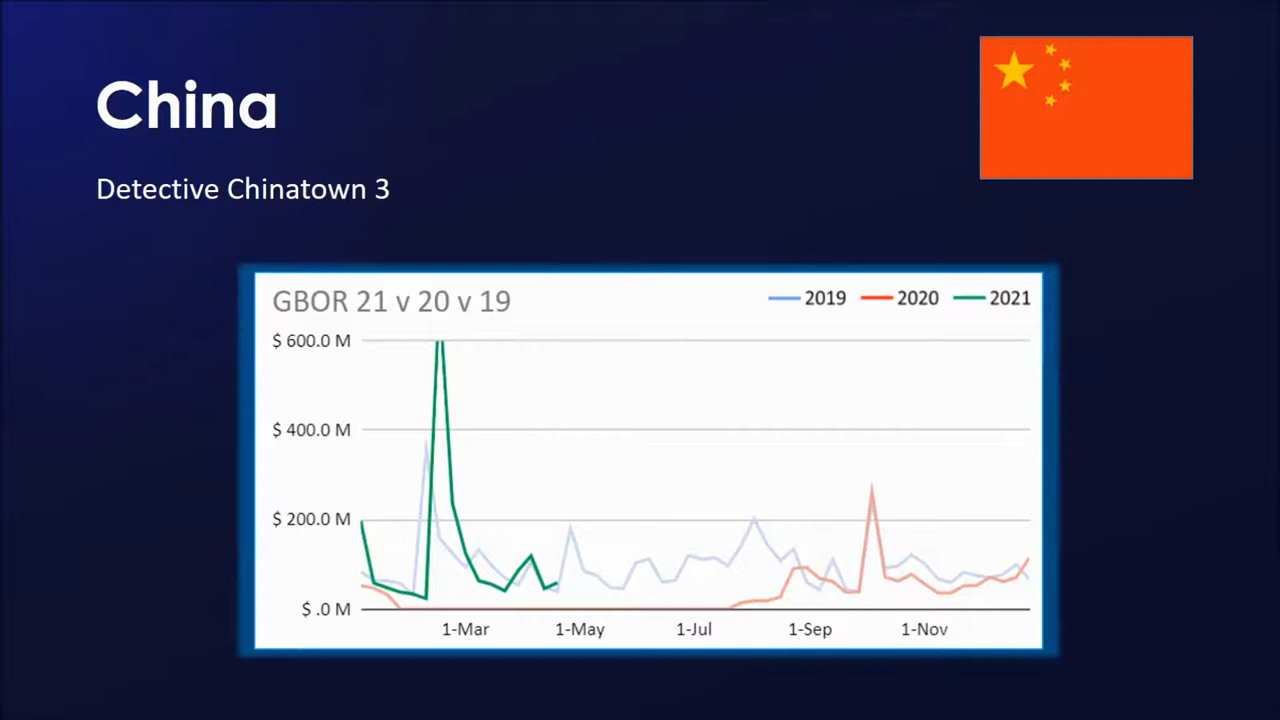 China
Detective Chinatown 3
GBOR 21 v 20 v 19
2019 2020 2021
$ 600.0 M
$ 400.0 M
$ 200.0 M
$ .0 M
1-Mar 1-May 1-Jul 1-Sep 1-Nov